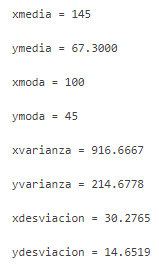 xmedia = 145
ymedia = 67.3000
xmoda = 100
ymoda = 45
xvarianza = 916.6667
yvarianza = 214.6778
xdesviacion = 30.2765
ydesviacion = 14.6519